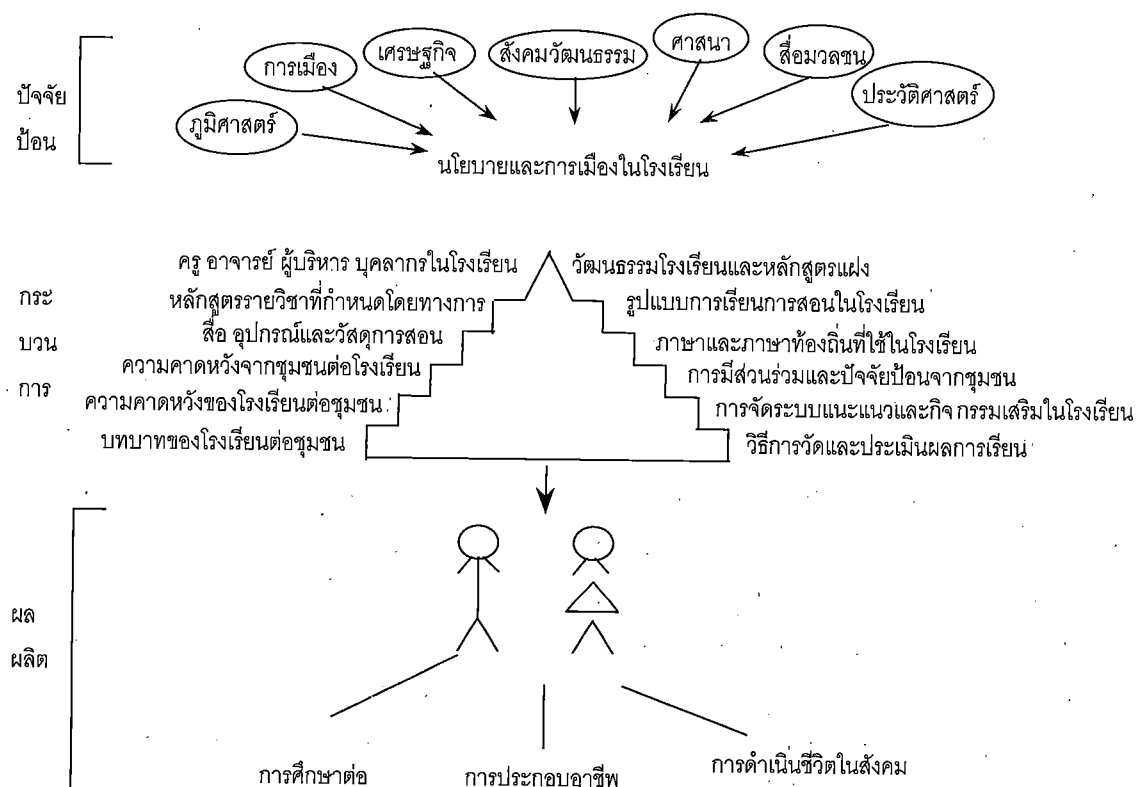 ปัจจัย
ป้อน
ภูมิศาสตร์
การเมือง
เศรษฐกิจ
สังคมวัฒนธรรม
ศาสนา
สื่อมวลชน
ประวัติศาสตร์
นโยบายและการเมืองในโรงเรียน
กระ
บวน
การ
ครู อาจารย์ ผู้บริหาร บุคลากรในโรงเรียน
วัฒนธรรมโรงเรียนและหลักสูตรแฝง
หลักสูตรรายวิชาที่กำหนดโดยทางการ
รูปแบบการเรียนการสอนในโรงเรียน
สื่อ อุปกรณ์และวัสดุการสอน
ภาษาและภาษาท้องถิ่นที่ใช้ในโรงเรียน
ความคาดหวังจากชุมชนต่อโรงเรียน
การมีส่วนร่วมและปัจจัยป้อนจากชุมชน
ความคาดหวังของโรงเรียนต่อชุมชน
การจัดระบบแนะแนวและกิจกรรมเสริมในโรงเรียน
บทบาทของโรงเรียนต่อชุมชน
วิธีการวัดและประเมินผลการเรียน
ผล
ผลิต
การศึกษาต่อ
การประกอบอาชีพ
การดำเนินชีวิตในสังคม